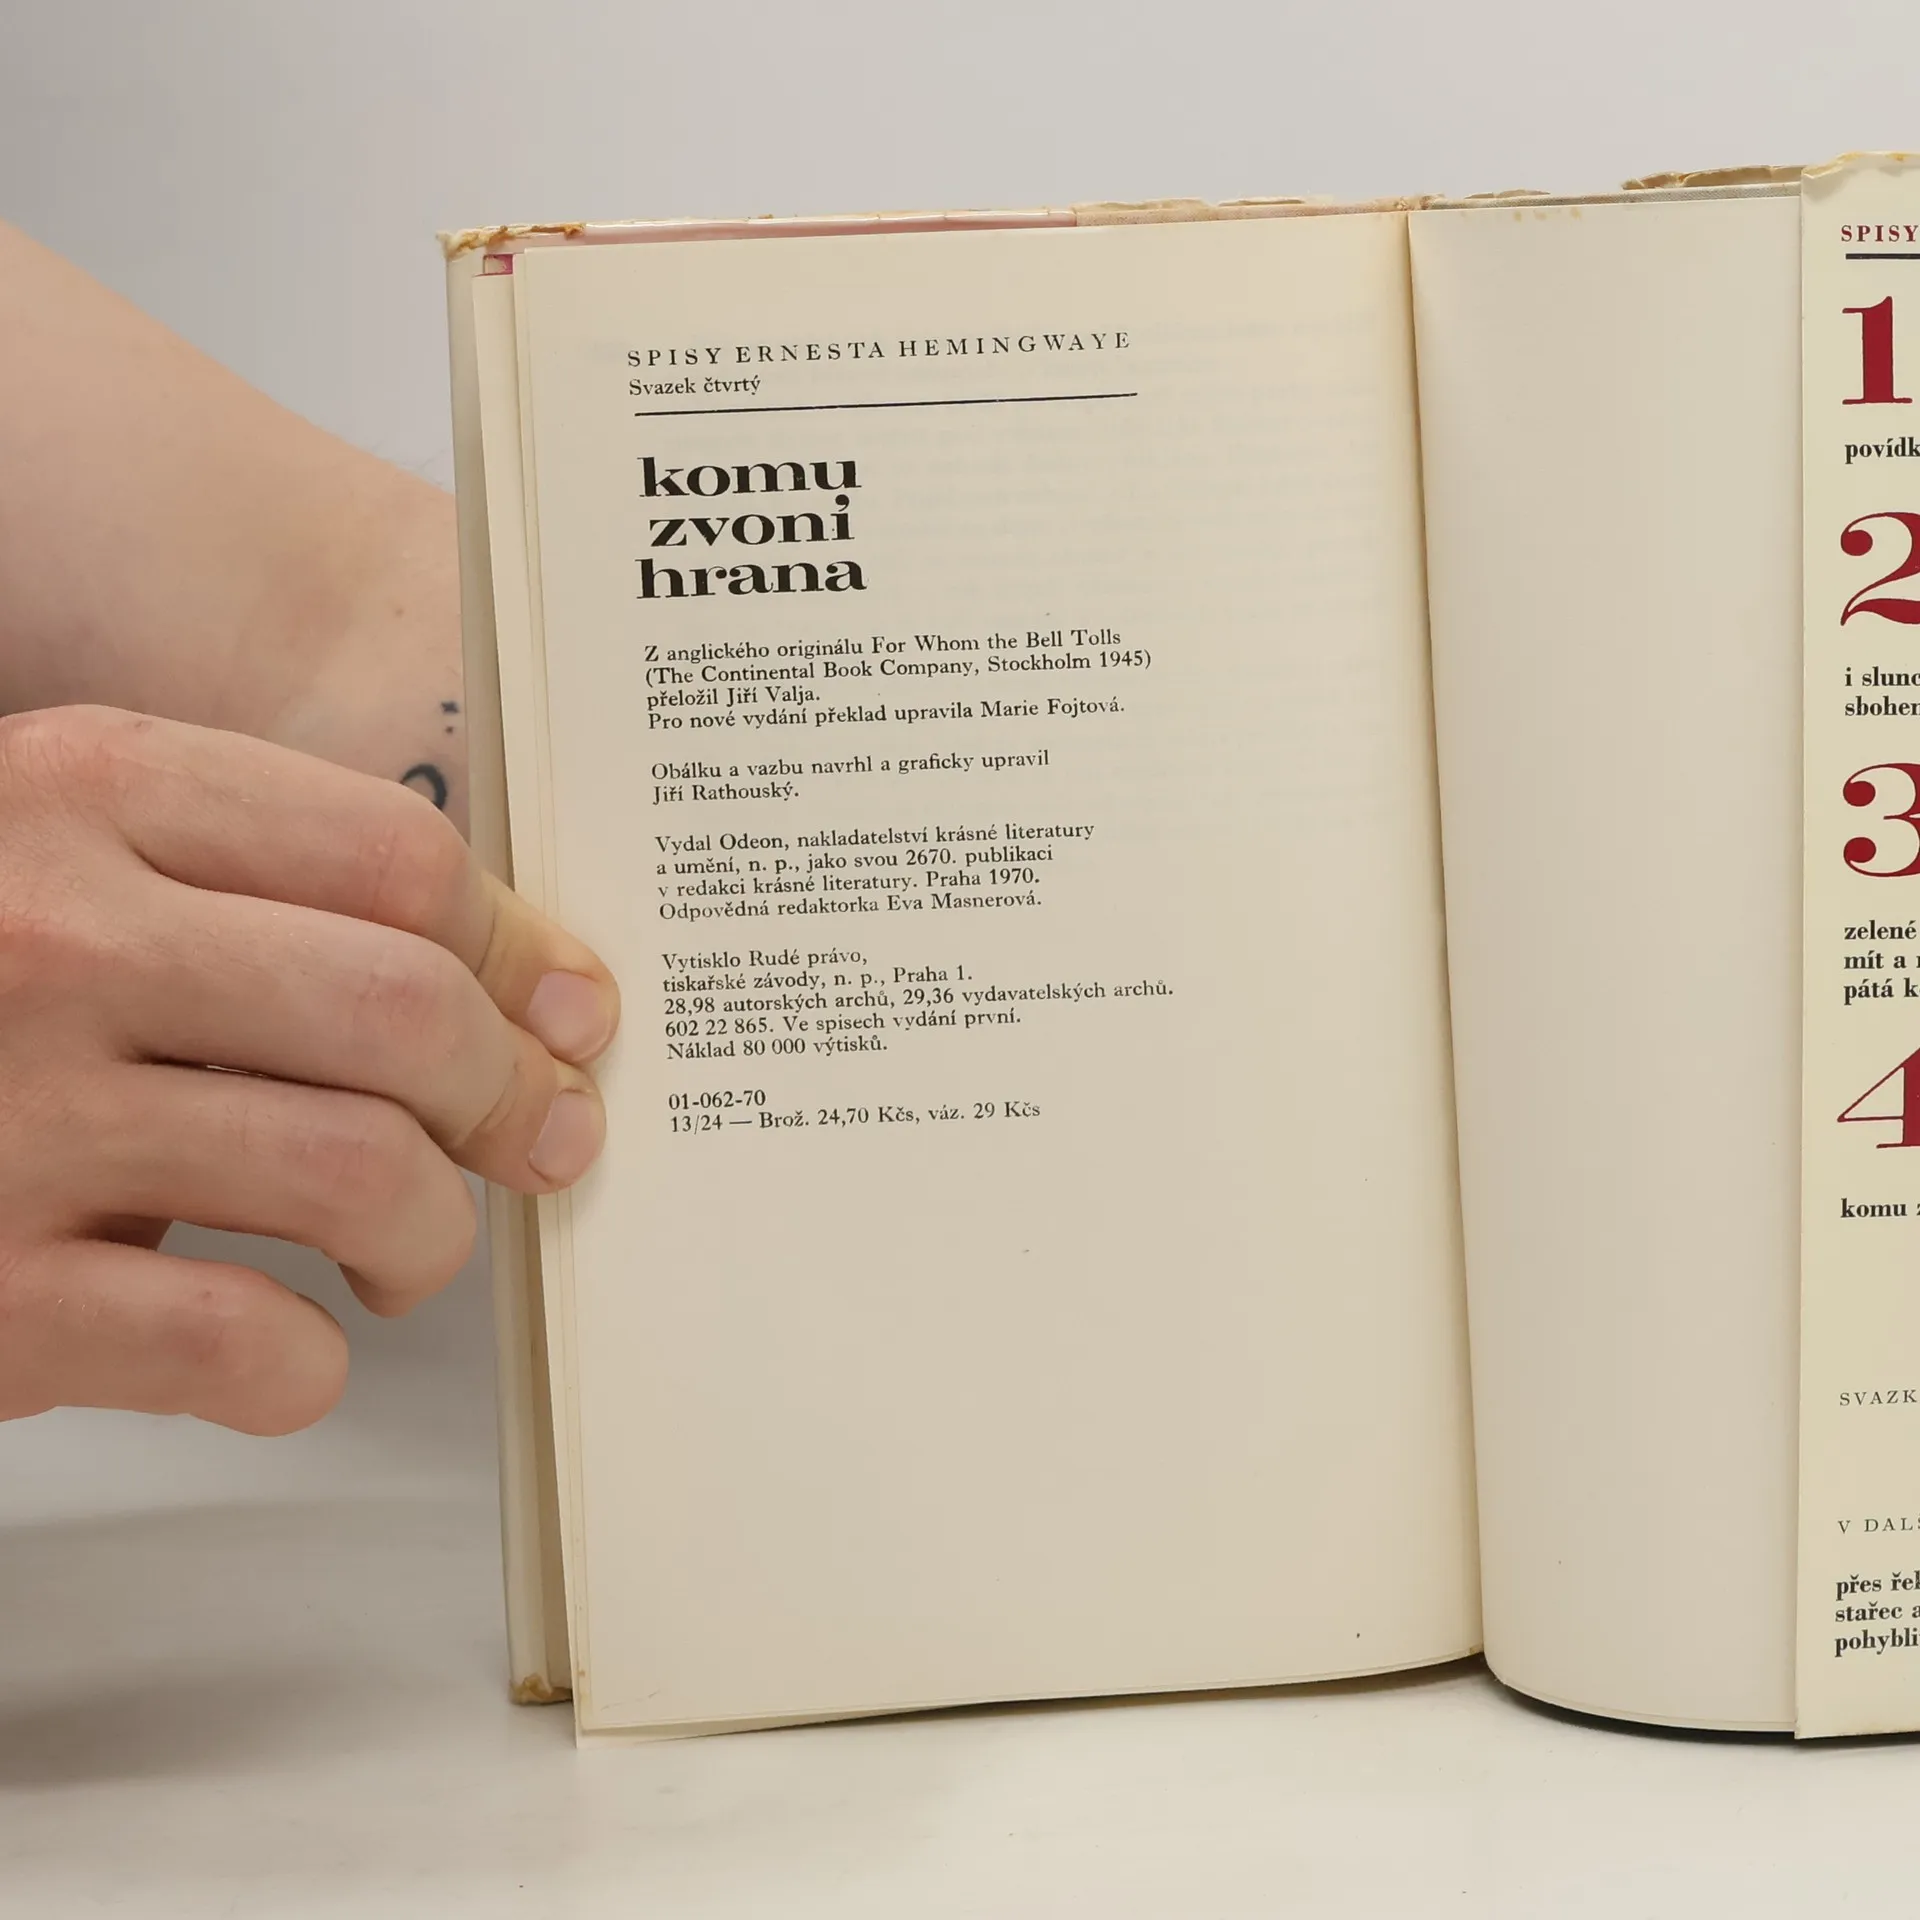 SPISY ERNESTA HEMINGWAYE
Svazek čtvrtý
komu
zvoní
hrana
Z anglického originálu For Whom the Bell Tolls
(The Continental Book Company, Stockholm 1945)
přeložil Jiří Valja.
Pro nové vydání překlad upravila Marie Fojtová.
Obálku a vazbu navrhl a graficky upravil
Jiří Rathouský.
Vydal Odeon, nakladatelství krásné literatury
a umění, n. p., jako svou 2670. publikaci
v redakci krásné literatury. Praha 1970.
Odpovědná redaktorka Eva Masnerová.
Vytisklo Rudé právo,
tiskařské závody, n. p., Praha 1.
28,98 autorských archů, 29,36 vydavatelských archů.
602 22 865. Ve spisech vydání první.
Náklad 80 000 výtisků.
01-062-70
13/24 — Brož. 24,70 Kčs, váz. 29 Kčs
SPISY
1
2
i
3
zelené
mít a
pátá
4
komu
V
přes
stařec